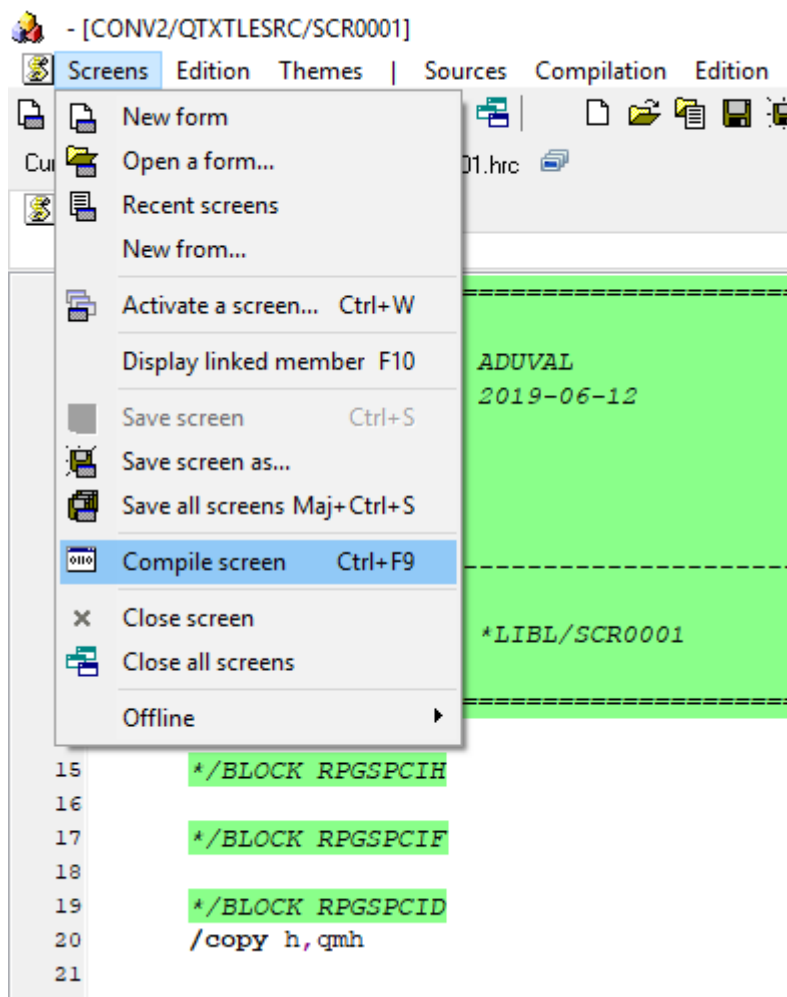 - [CONV2/QTXTLESRC/SCR0001]
Screens Edition Themes | Sources Compilation Edition
New form
Open a form... 01.hrc
Recent screens
New from...
Activate a screen... Ctrl+W
Display linked member F10 ADUVAL
2019-06-12
Save screen Ctrl+S
Save screen as...
Save all screens Maj+Ctrl+S
Compile screen Ctrl+F9
Close screen *LIBL/SCR0001
Close all screens
Offline
15 */BLOCK RPGSPCIH
16
17 */BLOCK RPGSPCIF
18
19 */BLOCK RPGSPCID
20 /copy h,qmh
21